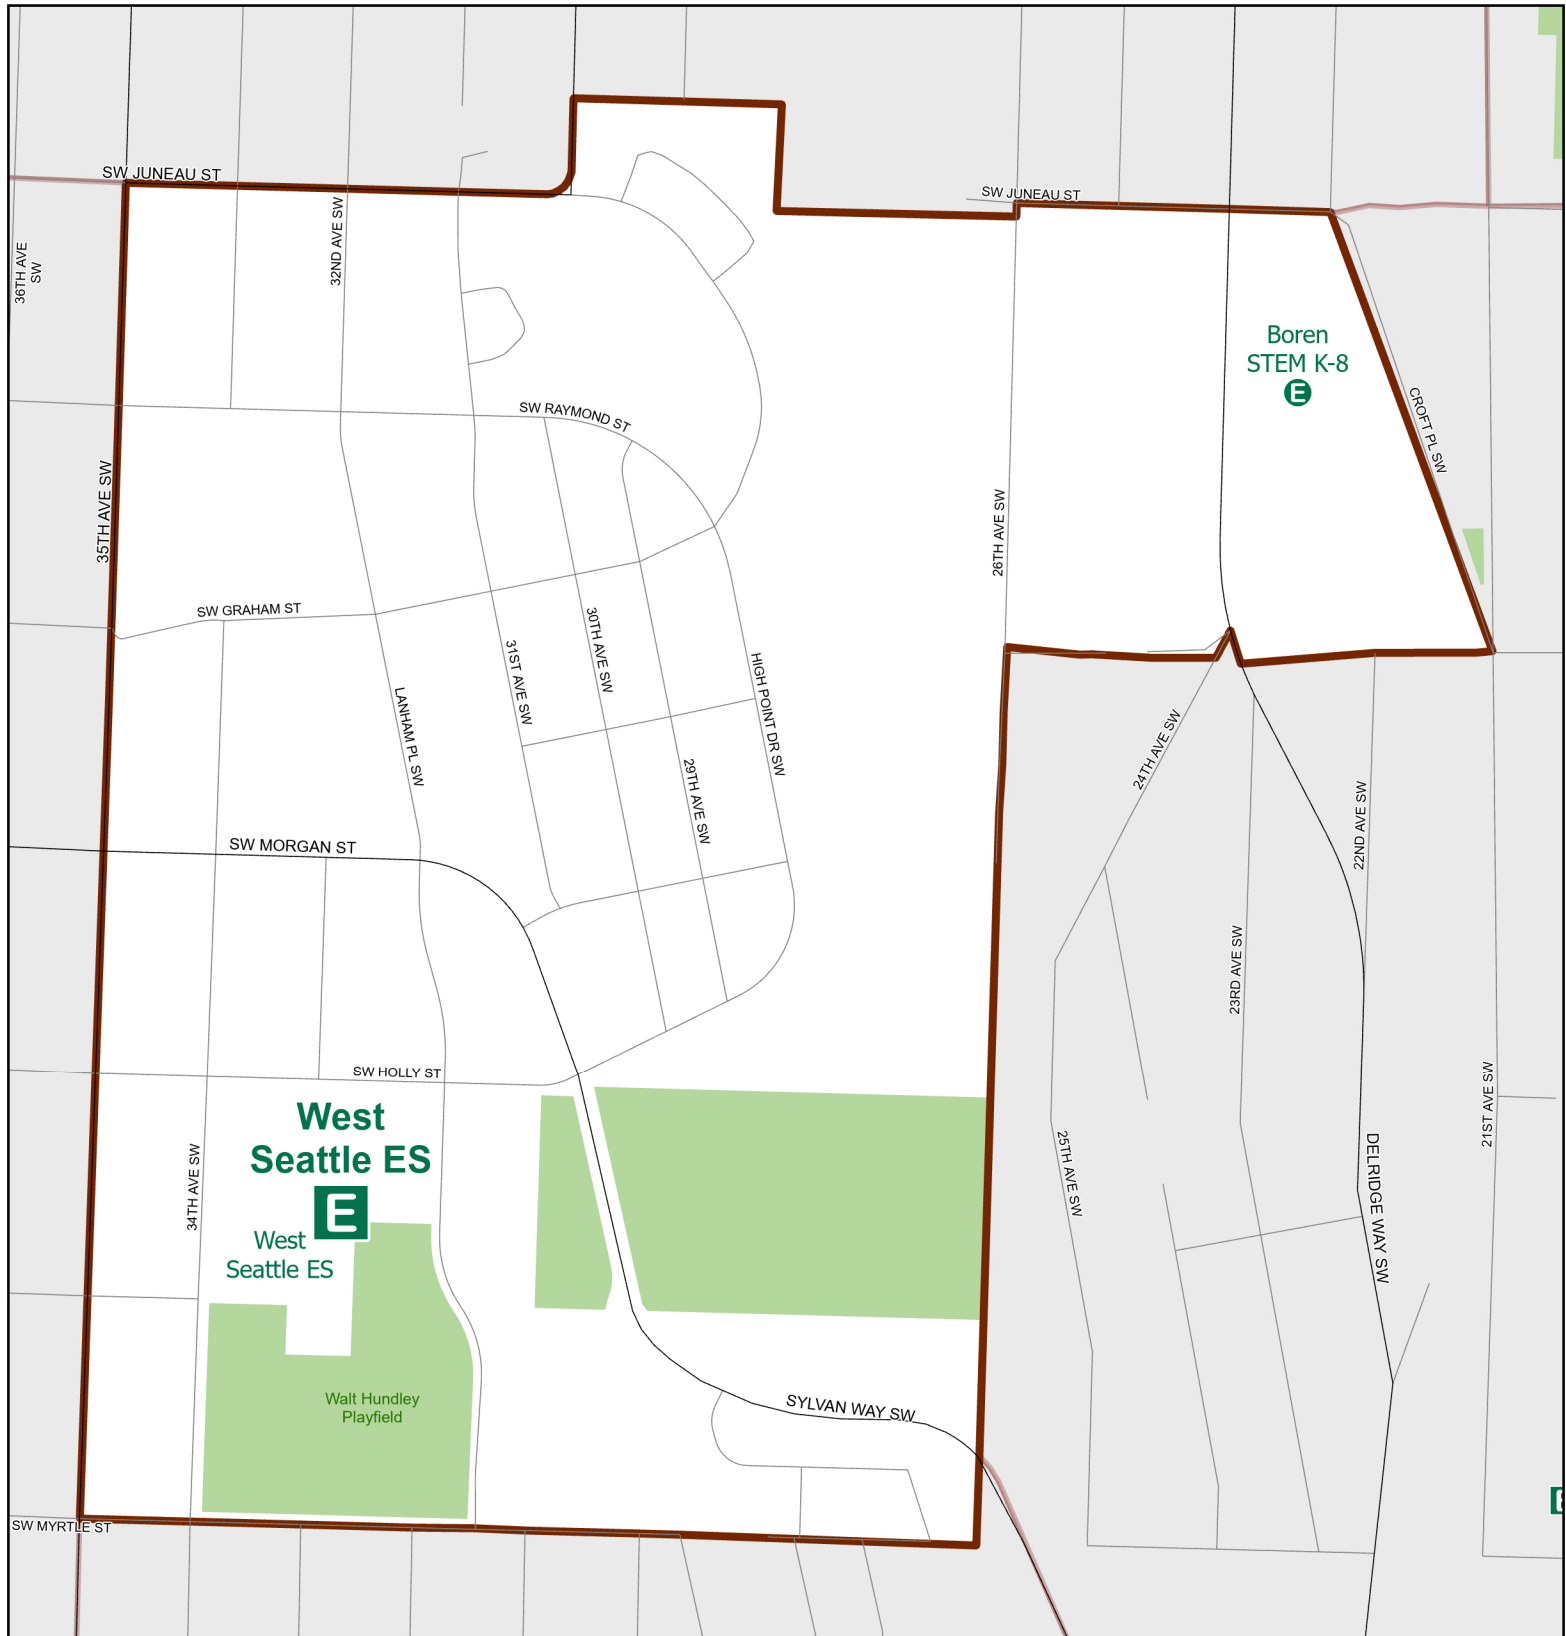 SW JUNEAU ST
SW JUNEAU ST
36TH AVE
SW
32ND AVE SW
Boren
STEM K-8
E
CROFT PL SW
SW RAYMOND ST
35TH AVE SW
26TH AVE SW
SW GRAHAM ST
30TH AVE SW
31ST AVE SW
HIGH POINT DR SW
LANHAM PL SW
24TH AVE SW
29TH AVE SW
22ND AVE SW
SW MORGAN ST
23RD AVE SW
SW HOLLY ST
West
Seattle ES
E
34TH AVE SW
West
Seattle ES
25TH AVE SW
DELRIDGE WAY SW
21ST AVE SW
Walt Hundley
Playfield
SYLVAN WAY SW
SW MYRTLE ST